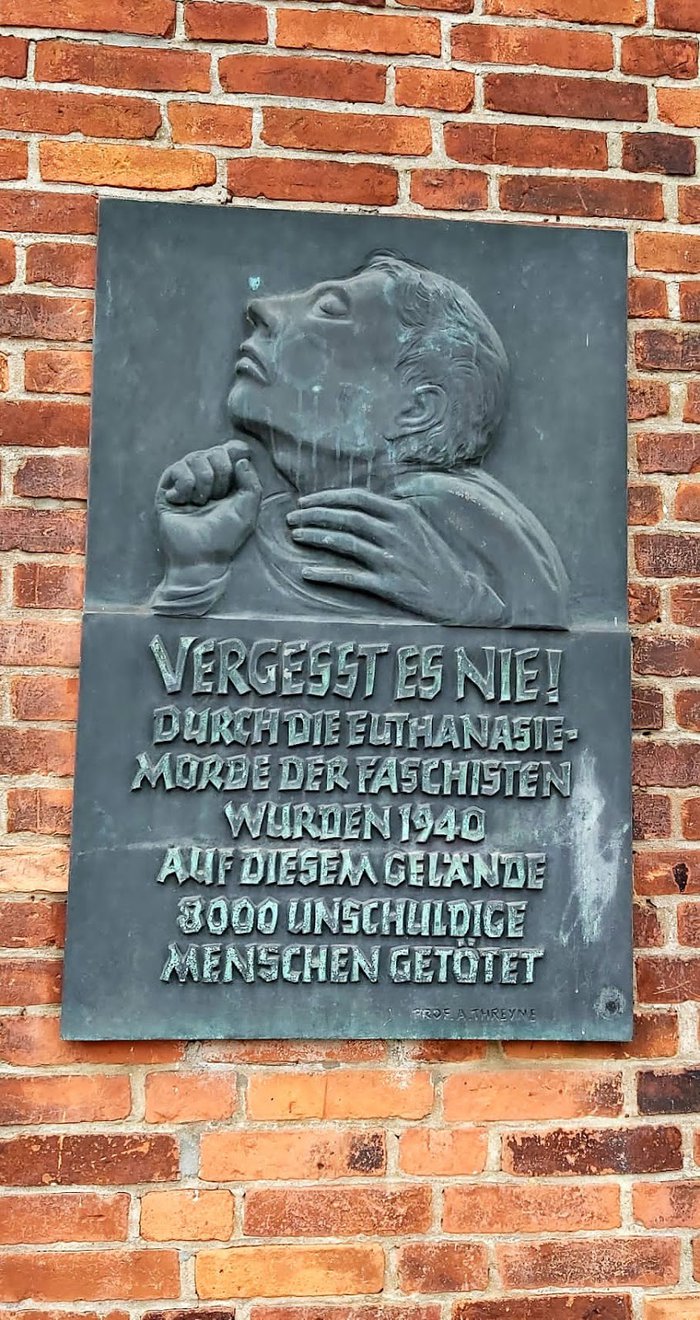 VERGESST ES NIE!
DURCH DIE EUTHANASIE-
MORDE DER FASCHISTEN
WURDEN 1940
AUF DIESEM GELÄNDE
8000 UNSCHULDIGE
MENSCHEN GETÖTET
PROF. A. THREYNE